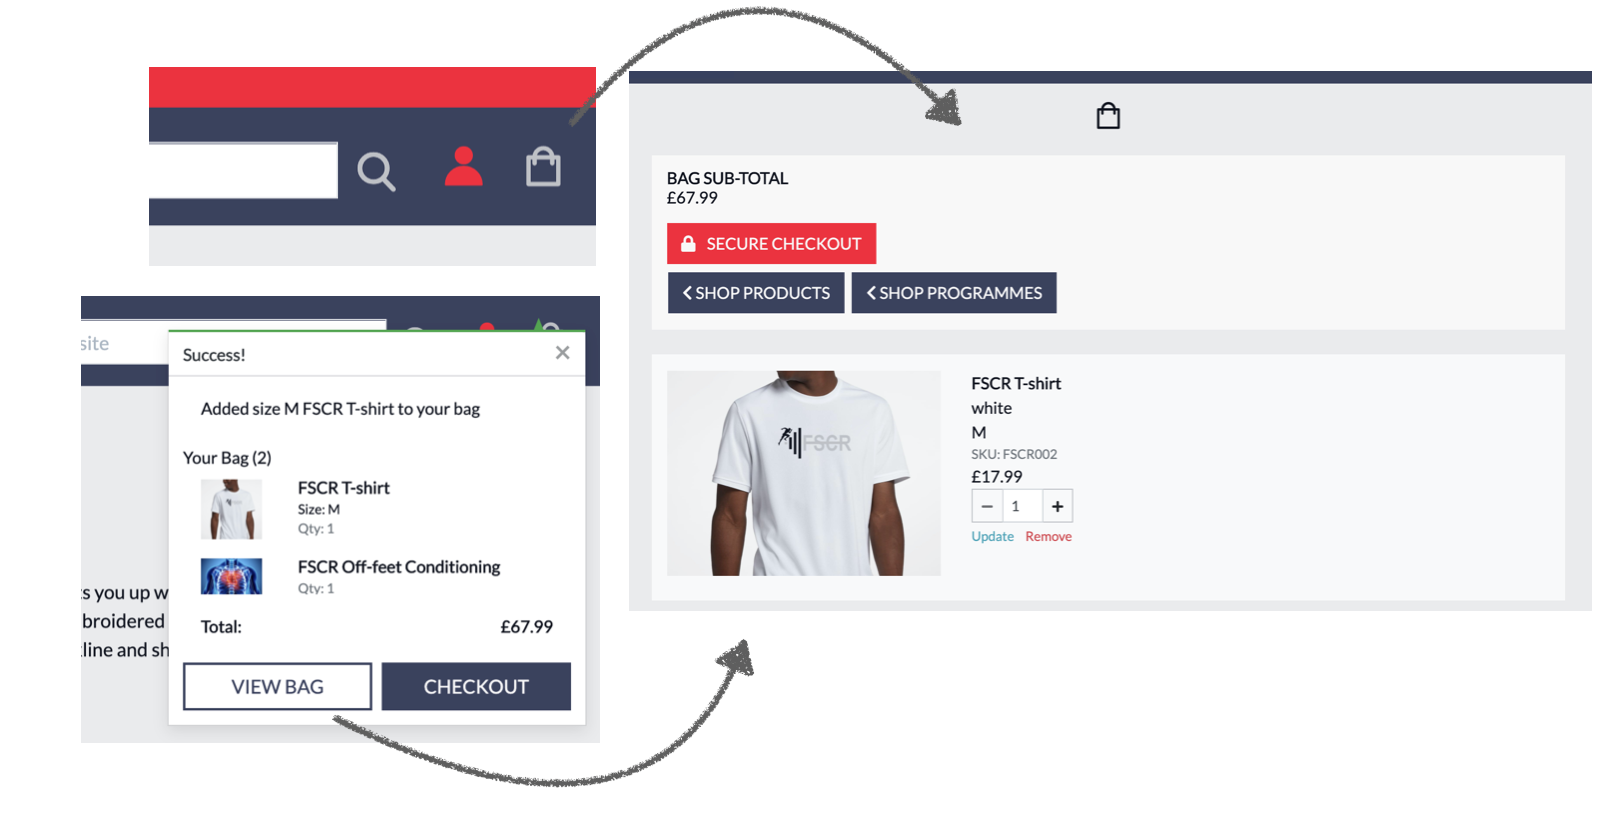 site
Success!
Added size M FSCR T-shirt to your bag
Your Bag (2)
FSCR T-shirt
Size: M
Qty: 1
FSCR Off-feet Conditioning
Qty: 1
Total: £67.99
VIEW BAG CHECKOUT
s you up w
broidered
line and sh
BAG SUB-TOTAL
£67.99
SECURE CHECKOUT
SHOP PRODUCTS SHOP PROGRAMMES
FSCR
FSCR T-shirt
white
M
SKU: FSCR002
£17.99
− 1 +
Update Remove